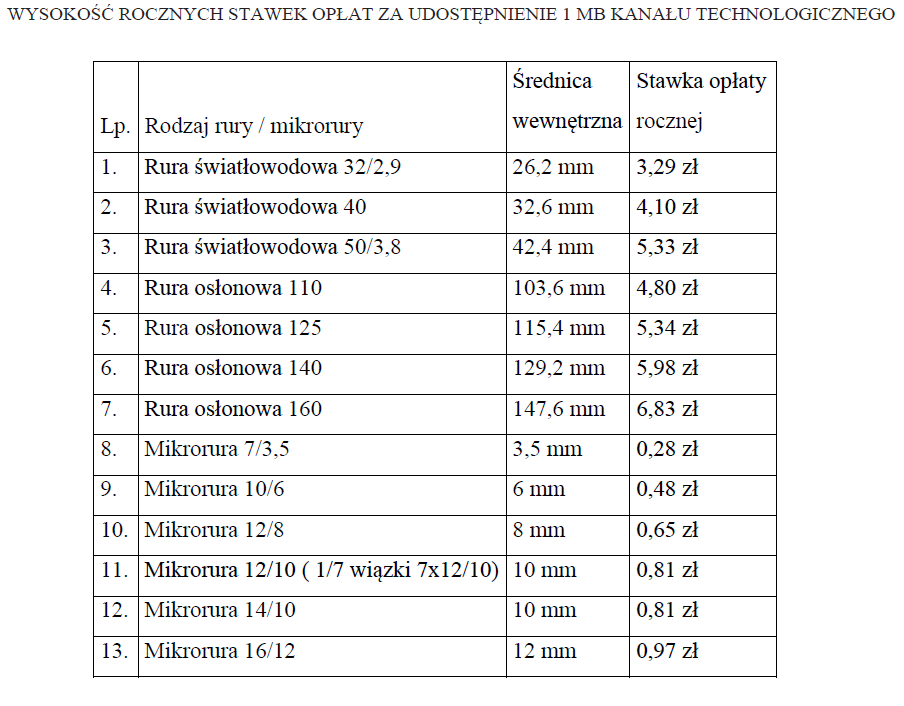 WYSOKOŚĆ ROCZNYCH STAWEK OPŁAT ZA UDOSTĘPNIENIE 1 MB KANAŁU TECHNOLOGICZNEGO
Lp. Rodzaj rury / mikrorury Średnica wewnętrzna Stawka opłaty rocznej
1. Rura światłowodowa 32/2,9 26,2 mm 3,29 zł
2. Rura światłowodowa 40 32,6 mm 4,10 zł
3. Rura światłowodowa 50/3,8 42,4 mm 5,33 zł
4. Rura osłonowa 110 103,6 mm 4,80 zł
5. Rura osłonowa 125 115,4 mm 5,34 zł
6. Rura osłonowa 140 129,2 mm 5,98 zł
7. Rura osłonowa 160 147,6 mm 6,83 zł
8. Mikrorura 7/3,5 3,5 mm 0,28 zł
9. Mikrorura 10/6 6 mm 0,48 zł
10. Mikrorura 12/8 8 mm 0,65 zł
11. Mikrorura 12/10 ( 1/7 wiązki 7x12/10) 10 mm 0,81 zł
12. Mikrorura 14/10 10 mm 0,81 zł
13. Mikrorura 16/12 12 mm 0,97 zł